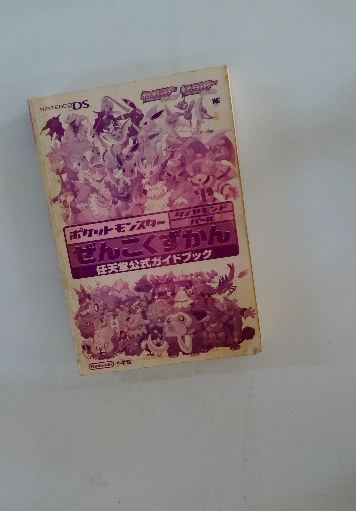 NINTENDO DS
ポケットモンスター
ダイヤモンド
パール
ぜんこくずかん
任天堂公式ガイドブック
Nintendo 小学館